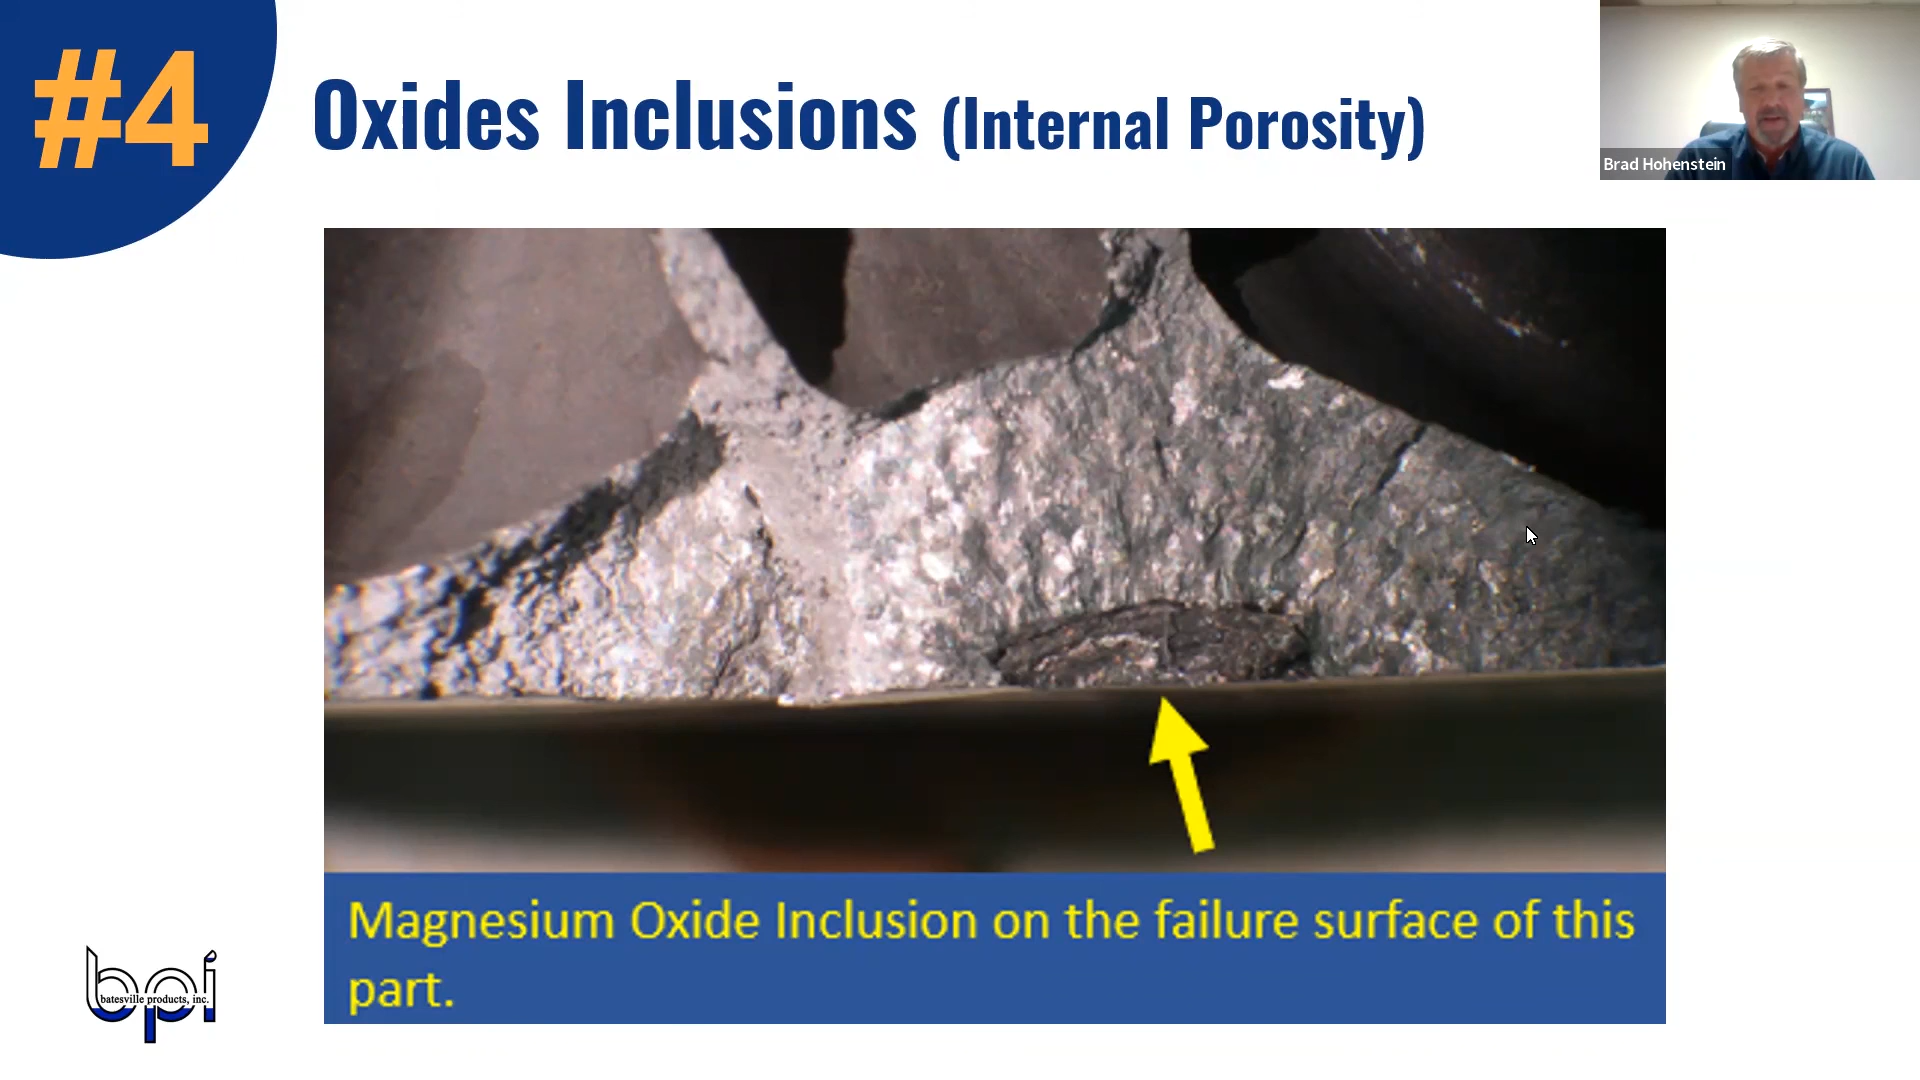 #4
Oxides Inclusions (Internal Porosity)
Brad Hohenstein
Magnesium Oxide Inclusion on the failure surface of this
part.
bpi
batesville products, inc.